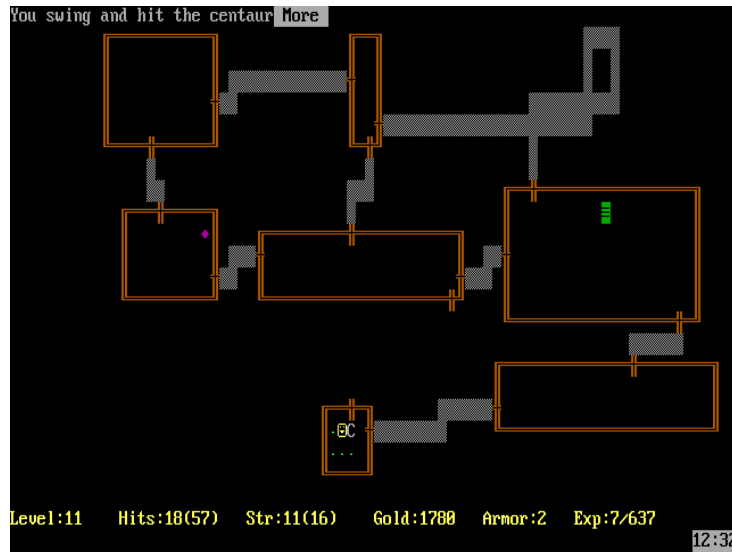 You swing and hit the centaur More
C
Level:11 Hits:18(57) Str:11(16) Gold:1780 Armor:2 Exp:7/637
12:32